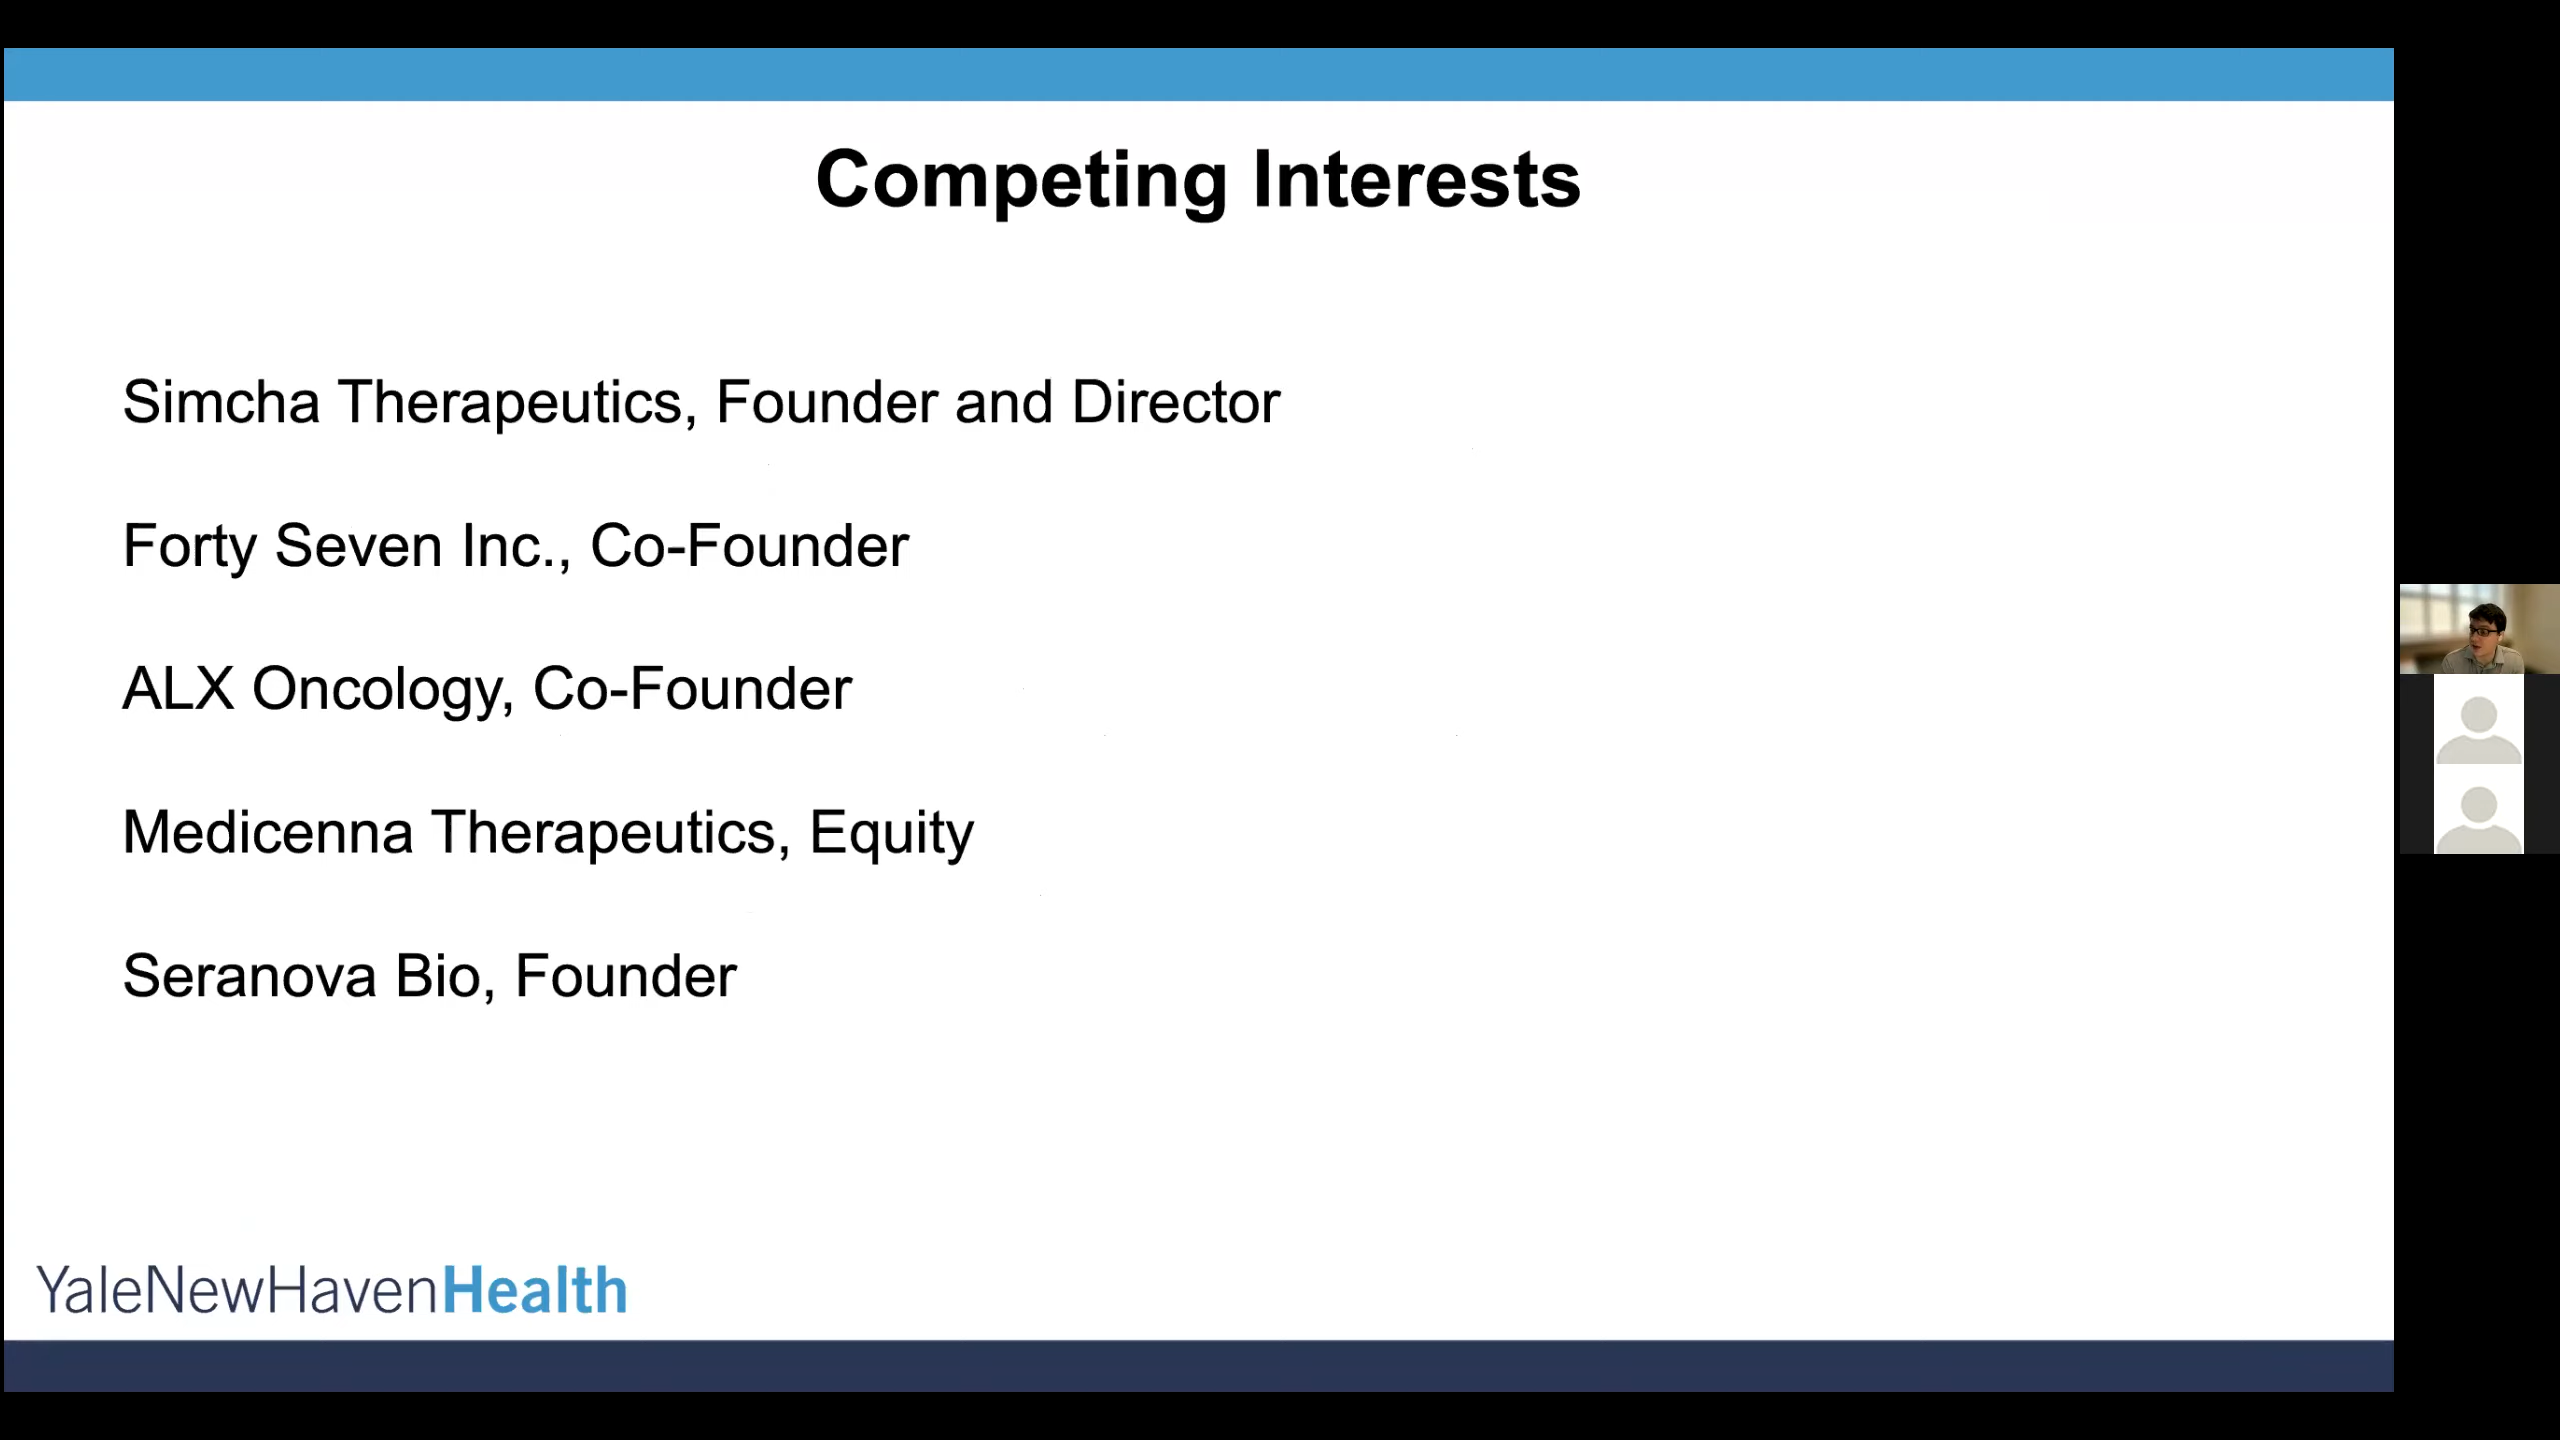 Competing Interests
Simcha Therapeutics, Founder and Director
Forty Seven Inc., Co-Founder
ALX Oncology, Co-Founder
Medicenna Therapeutics, Equity
Seranova Bio, Founder
YaleNewHavenHealth